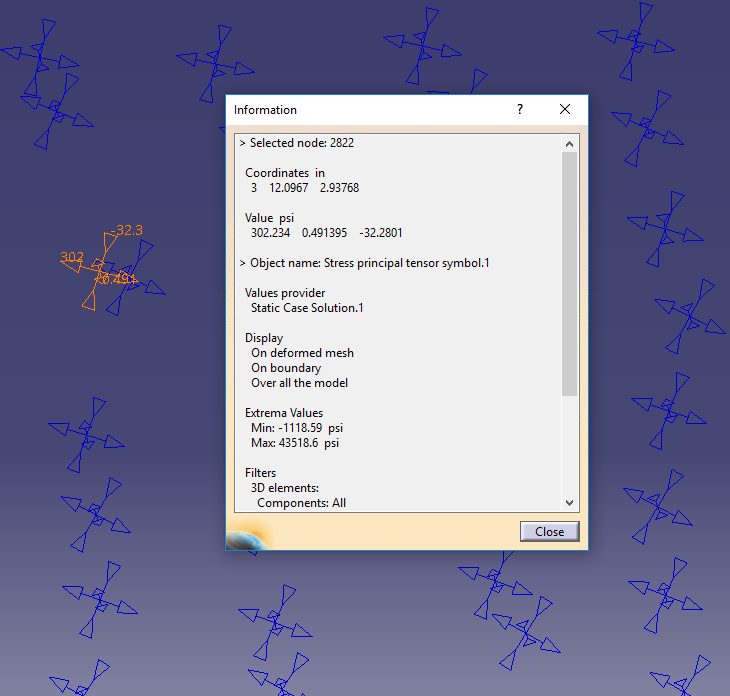 Information
?
> Selected node: 2822
Coordinates in
3 12.0967 2.93768
Value psi
302.234 0.491395 -32.2801
> Object name: Stress principal tensor symbol.1
Values provider
Static Case Solution.1
Display
On deformed mesh
On boundary
Over all the model
Extrema Values
Min: -1118.59 psi
Max: 43518.6 psi
Filters
3D elements:
Components: All
Close
-32.3
302
0.491